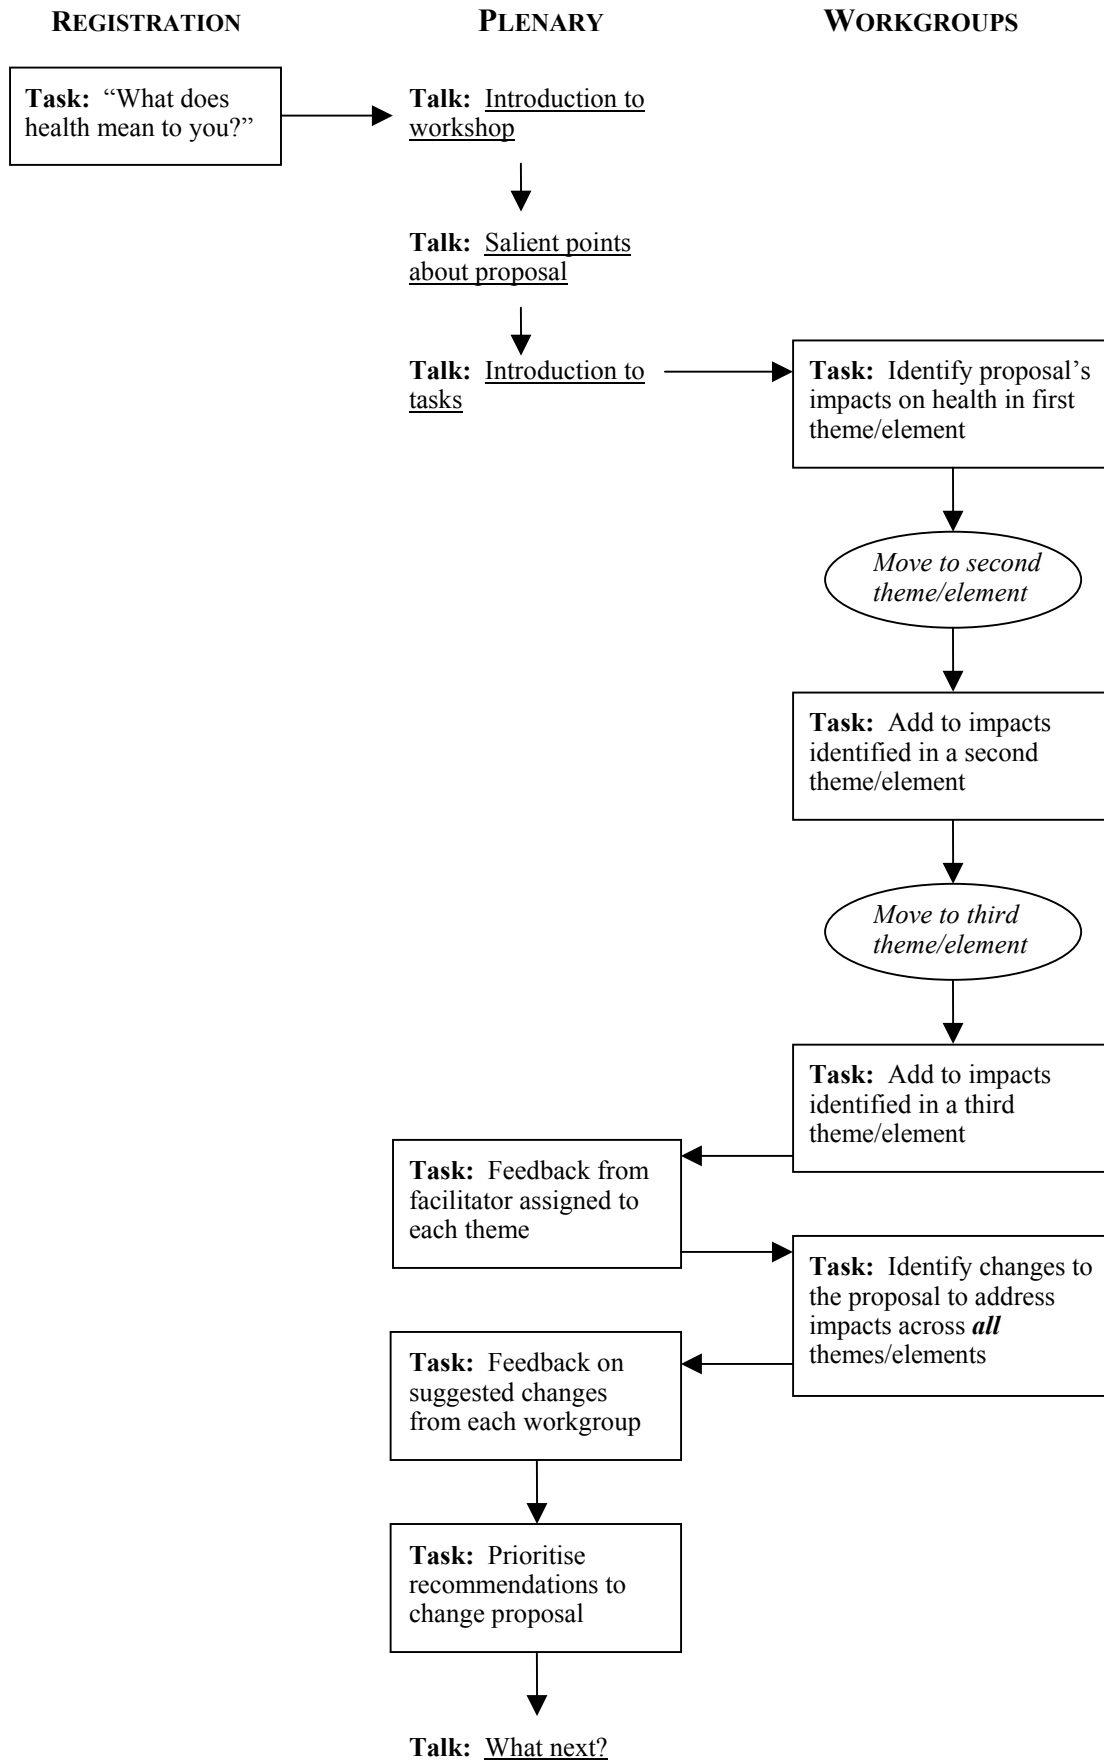 REGISTRATION
PLENARY
WORKGROUPS
Task: “What does
health mean to you?”
Talk: Introduction to
workshop
Talk: Salient points
about proposal
Talk: Introduction to
tasks
Task: Identify proposal’s
impacts on health in first
theme/element
Move to second
theme/element
Task: Add to impacts
identified in a second
theme/element
Move to third
theme/element
Task: Add to impacts
identified in a third
theme/element
Task: Feedback from
facilitator assigned to
each theme
Task: Identify changes to
the proposal to address
impacts across all
themes/elements
Task: Feedback on
suggested changes
from each workgroup
Task: Prioritise
recommendations to
change proposal
Talk: What next?